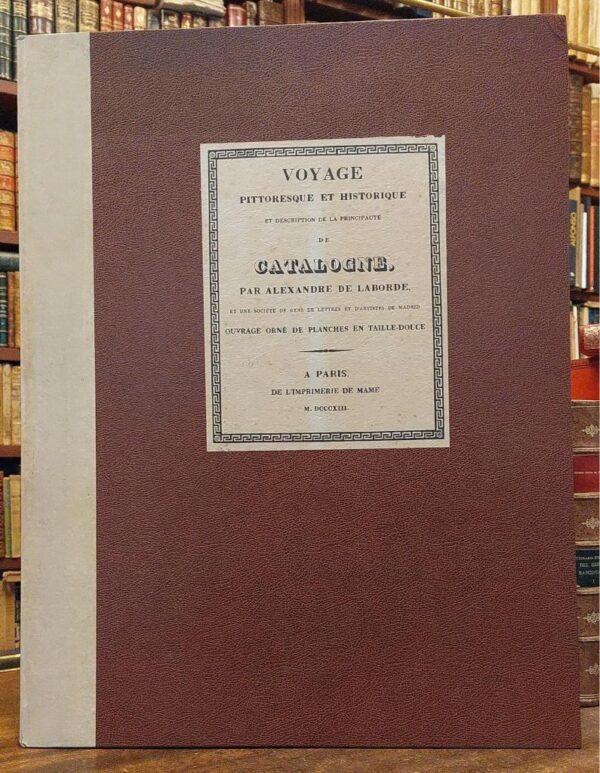 VOYAGE
PITTORESQUE ET HISTORIQUE
ET DESCRIPTION DE LA PRINCIPAUTÉ
DE
CATALOGNE,
PAR ALEXANDRE DE LABORDE,
ET UNE SOCIÉTÉ DE GENS DE LETTRES ET D'ARTISTES DE MADRID
OUVRAGE ORNÉ DE PLANCHES EN TAILLE-DOUCE
A PARIS,
DE L'IMPRIMERIE DE MAME
M. DCCCXIII.